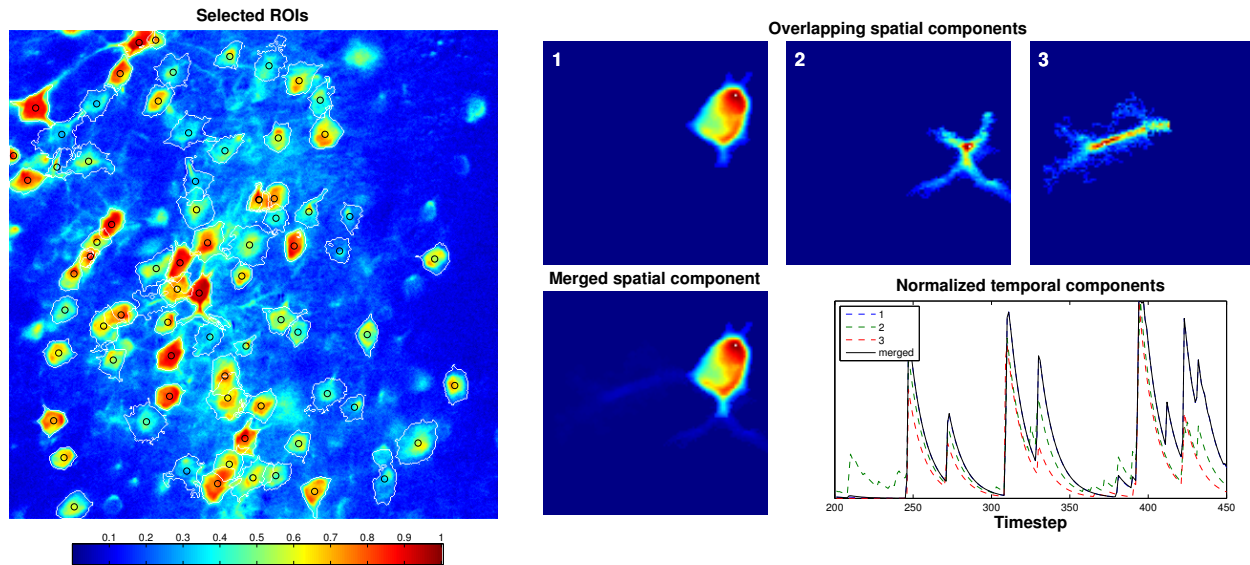 Selected ROIs
0.1 0.2 0.3 0.4 0.5 0.6 0.7 0.8 0.9 1
Overlapping spatial components
1
2
3
Merged spatial component
Normalized temporal components
1
2
3
merged
200 250 300 350 400 450
Timestep